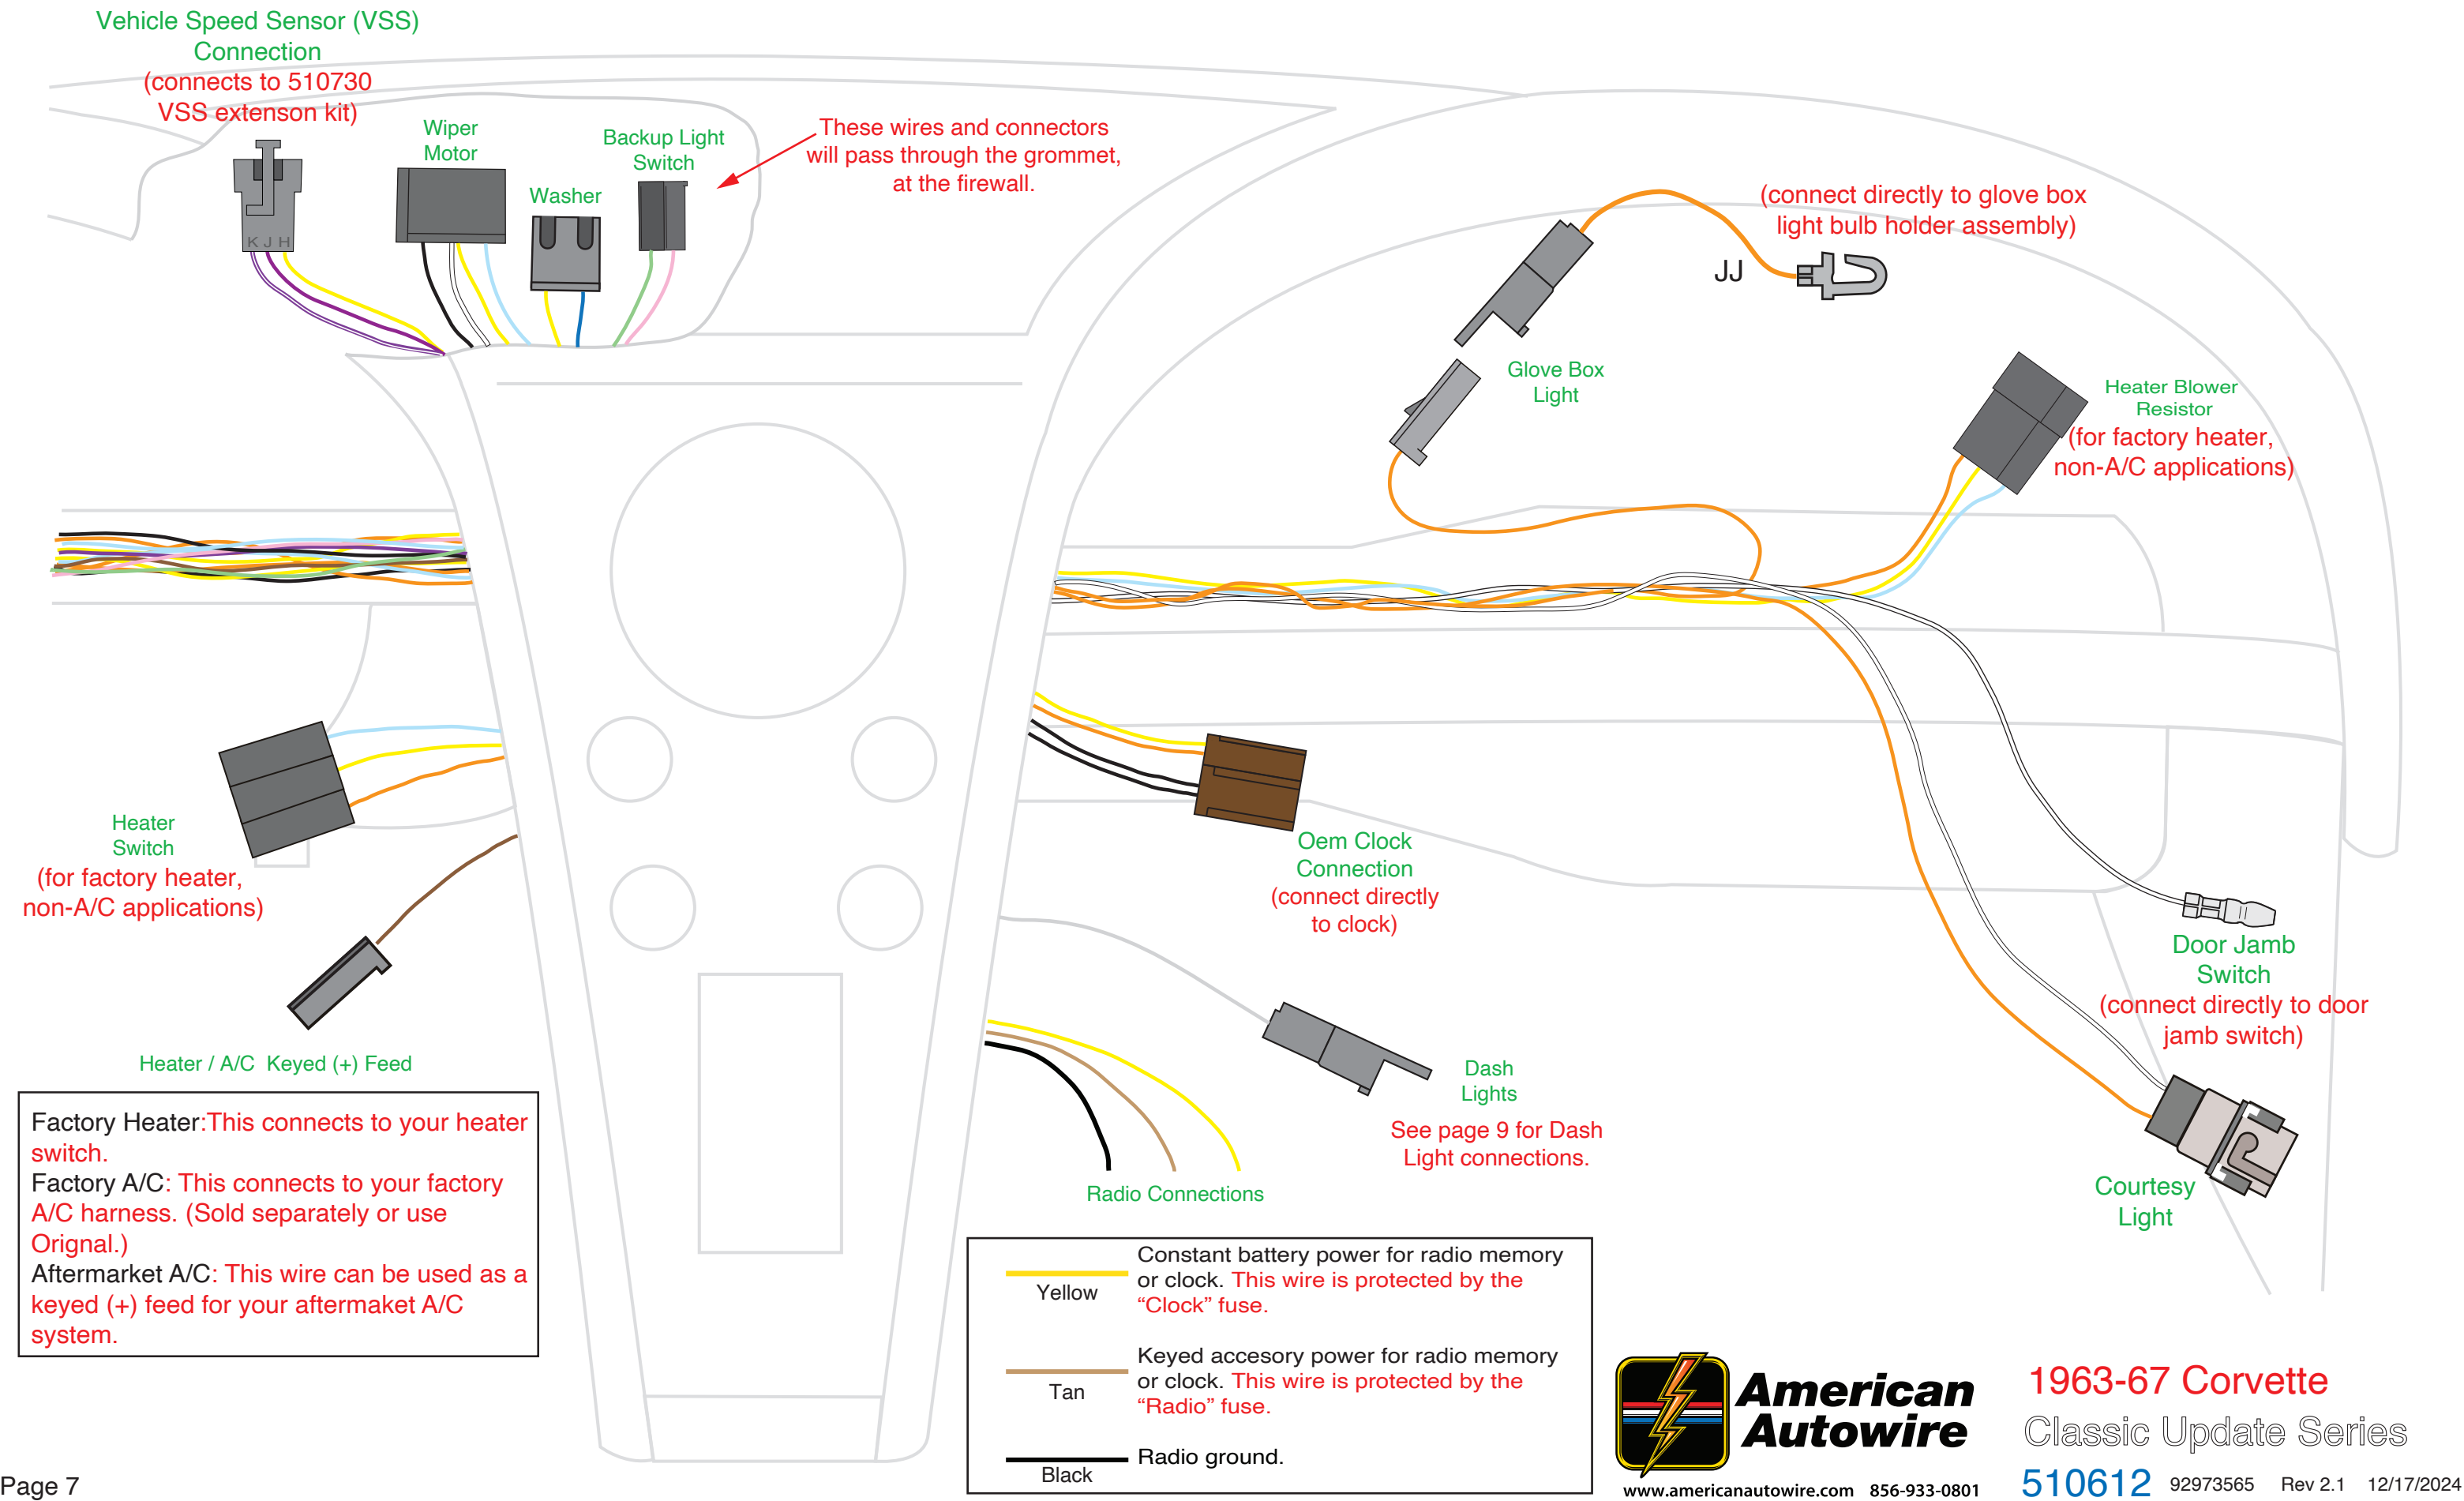 Vehicle Speed Sensor (VSS)
Connection
(connects to 510730
VSS extenson kit)
K J H
Wiper
Motor
Washer
Backup Light
Switch
These wires and connectors
will pass through the grommet,
at the firewall.
(connect directly to glove box
light bulb holder assembly)
JJ
Glove Box
Light
Heater Blower
Resistor
(for factory heater,
non-A/C applications)
Heater
Switch
(for factory heater,
non-A/C applications)
Oem Clock
Connection
(connect directly
to clock)
Door Jamb
Switch
(connect directly to door
jamb switch)
Heater / A/C Keyed (+) Feed
Factory Heater:This connects to your heater
switch.
Factory A/C: This connects to your factory
A/C harness. (Sold separately or use
Orignal.)
Aftermarket A/C: This wire can be used as a
keyed (+) feed for your aftermaket A/C
system.
Dash
Lights
See page 9 for Dash
Light connections.
Radio Connections
Courtesy
Light
Yellow
Constant battery power for radio memory
or clock. This wire is protected by the
“Clock” fuse.
Tan
Keyed accesory power for radio memory
or clock. This wire is protected by the
“Radio” fuse.
Black
Radio ground.
American
Autowire
www.americanautowire.com 856-933-0801
1963-67 Corvette
Classic Update Series
510612 92973565 Rev 2.1 12/17/2024
Page 7